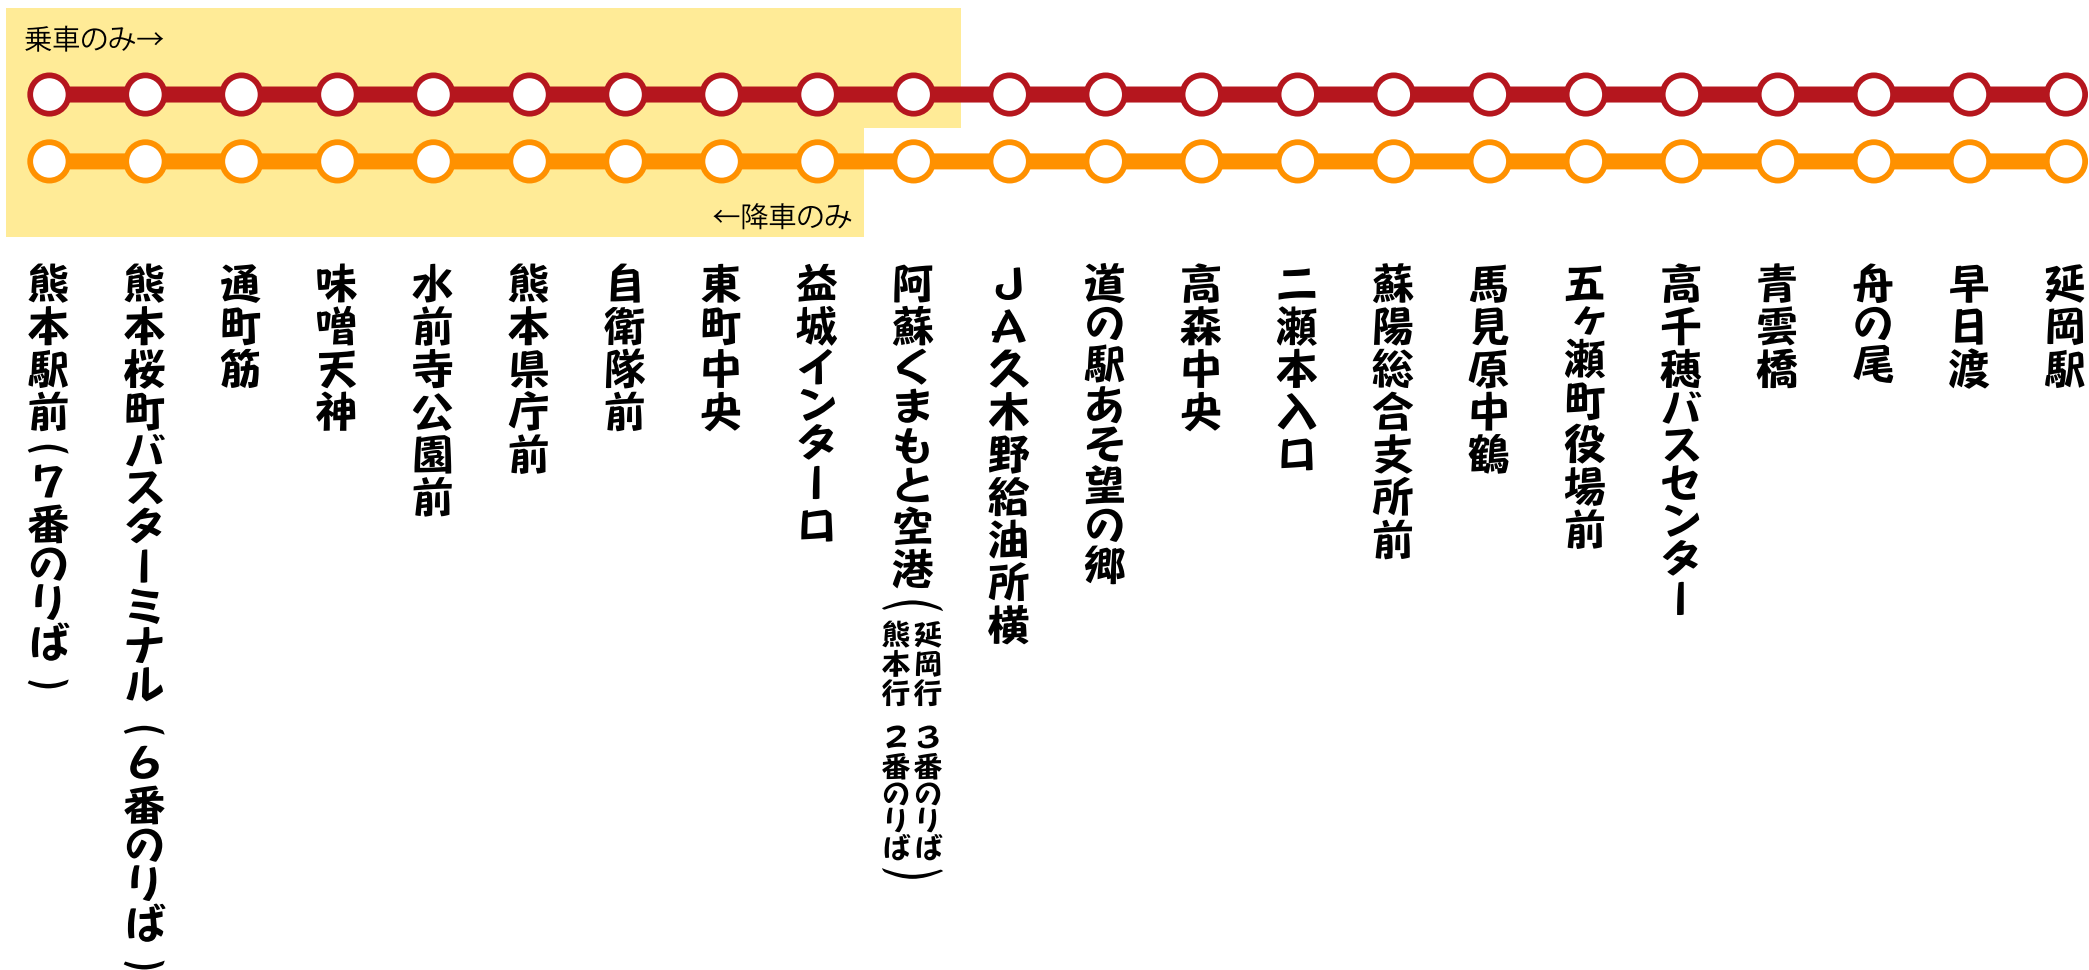 乗車のみ→
←降車のみ
熊本駅前(7番のりば)
熊本桜町バスターミナル(6番のりば)
通町筋
味噌天神
水前寺公園前
熊本県庁前
自衛隊前
東町中央
益城インター口
阿蘇くまもと空港(延岡行 3番のりば
熊本行 2番のりば)
JA久木野給油所横
道の駅あそ望の郷
高森中央
二瀬本入口
蘇陽総合支所前
馬見原中鶴
五ヶ瀬町役場前
高千穂バスセンター
青雲橋
舟の尾
早日渡
延岡駅